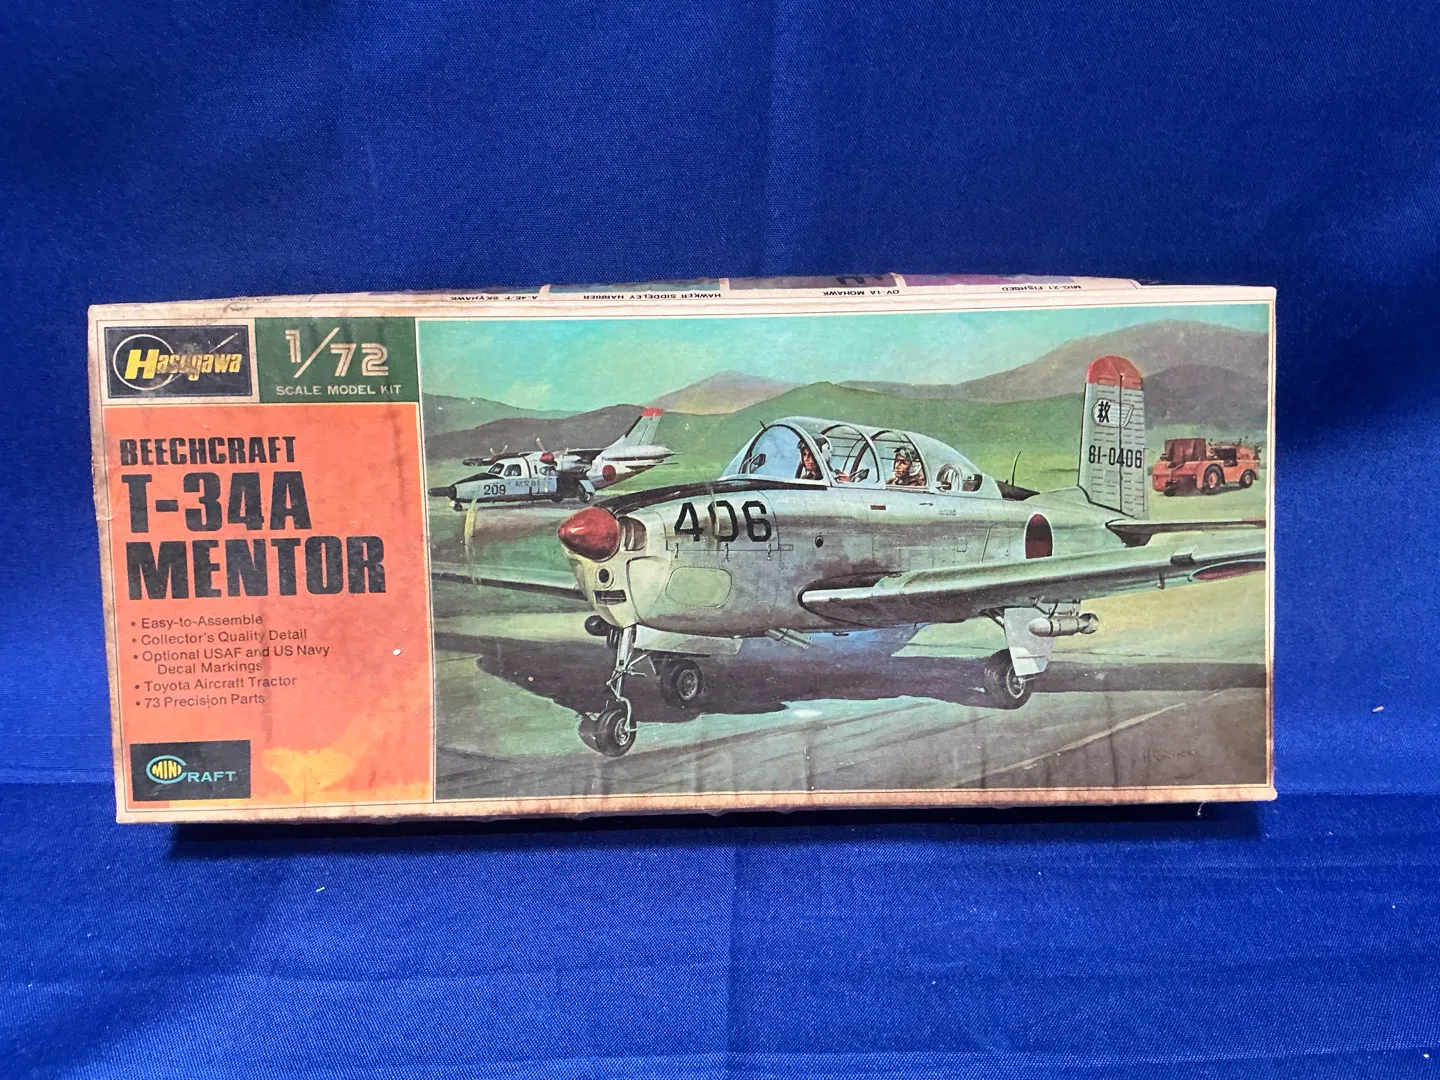 A-4E/F SKYHAWK
HAWKER SIDDELEY HARRIER
OV-1A MOHAWK
MIG-21 FISHBED
Hasegawa
1/72
SCALE MODEL KIT
BEECHCRAFT
T-34A
MENTOR
• Easy-to-Assemble
• Collector's Quality Detail
• Optional USAF and US Navy
Decal Markings
• Toyota Aircraft Tractor
• 73 Precision Parts
MINICRAFT
209
406
81-0406